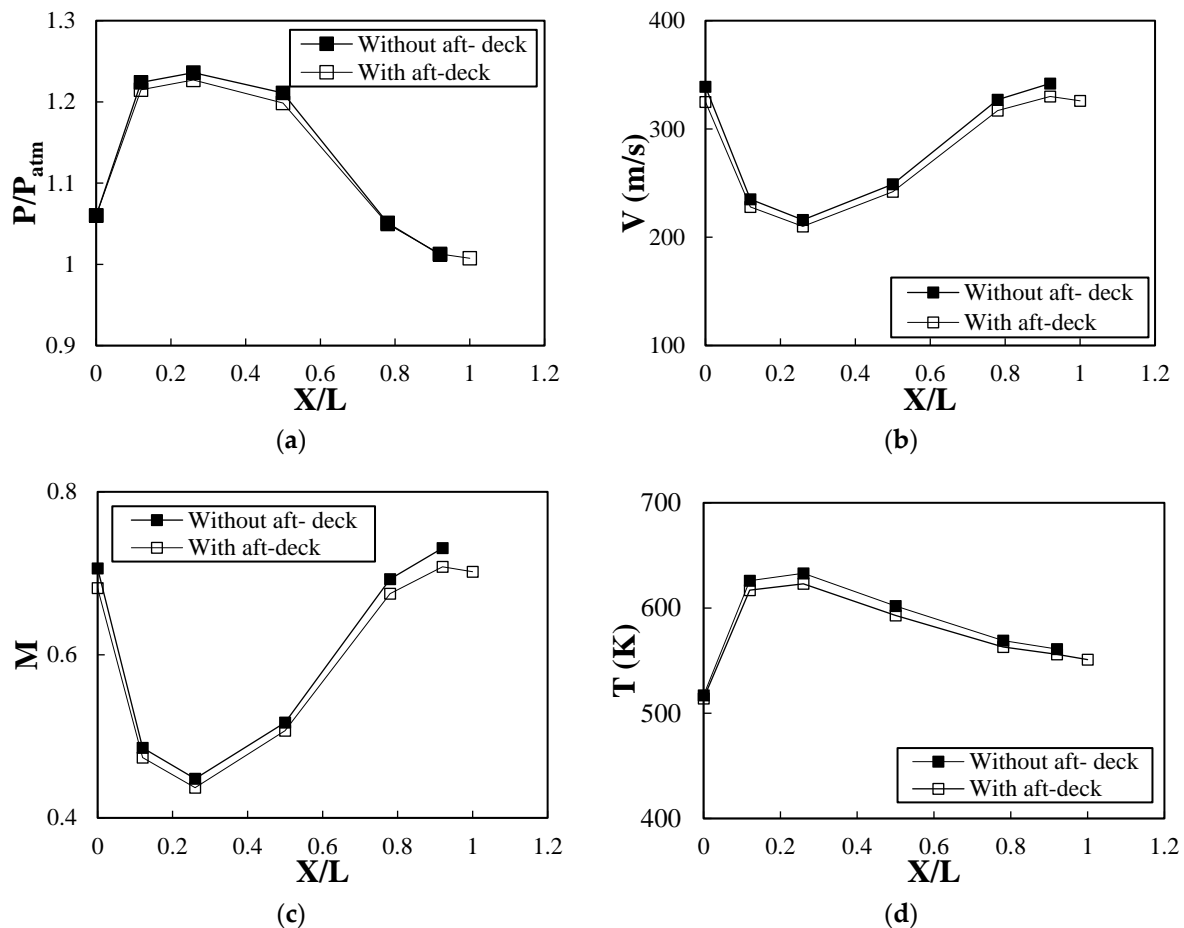 1.3
1.2
1.1
1
0.9
P/Patm
Without aft- deck
With aft-deck
0 0.2 0.4 0.6 0.8 1 1.2
X/L
(a)
400
300
200
100
V (m/s)
Without aft- deck
With aft-deck
0 0.2 0.4 0.6 0.8 1 1.2
X/L
(b)
0.8
0.6
0.4
M
Without aft- deck
With aft-deck
0 0.2 0.4 0.6 0.8 1 1.2
X/L
(c)
700
600
500
400
T (K)
Without aft- deck
With aft-deck
0 0.2 0.4 0.6 0.8 1 1.2
X/L
(d)